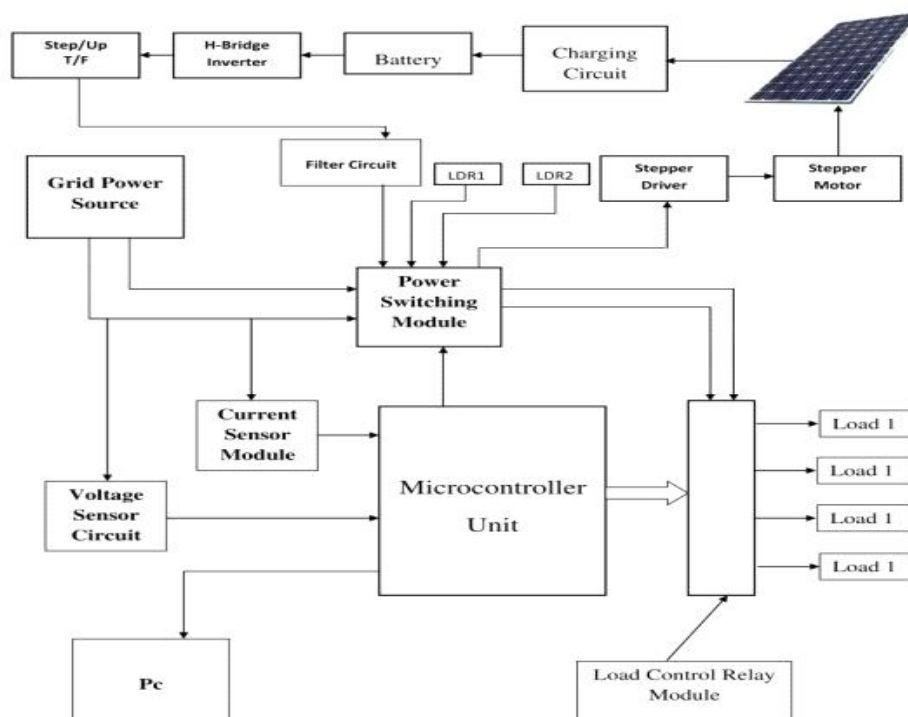 Step/Up
T/F
H-Bridge
Inverter
Battery
Charging
Circuit
Filter Circuit
LDR1
LDR2
Stepper
Driver
Stepper
Motor
Grid Power
Source
Power
Switching
Module
Current
Sensor
Module
Voltage
Sensor
Circuit
Microcontroller
Unit
Load 1
Load 1
Load 1
Load 1
Pc
Load Control Relay
Module